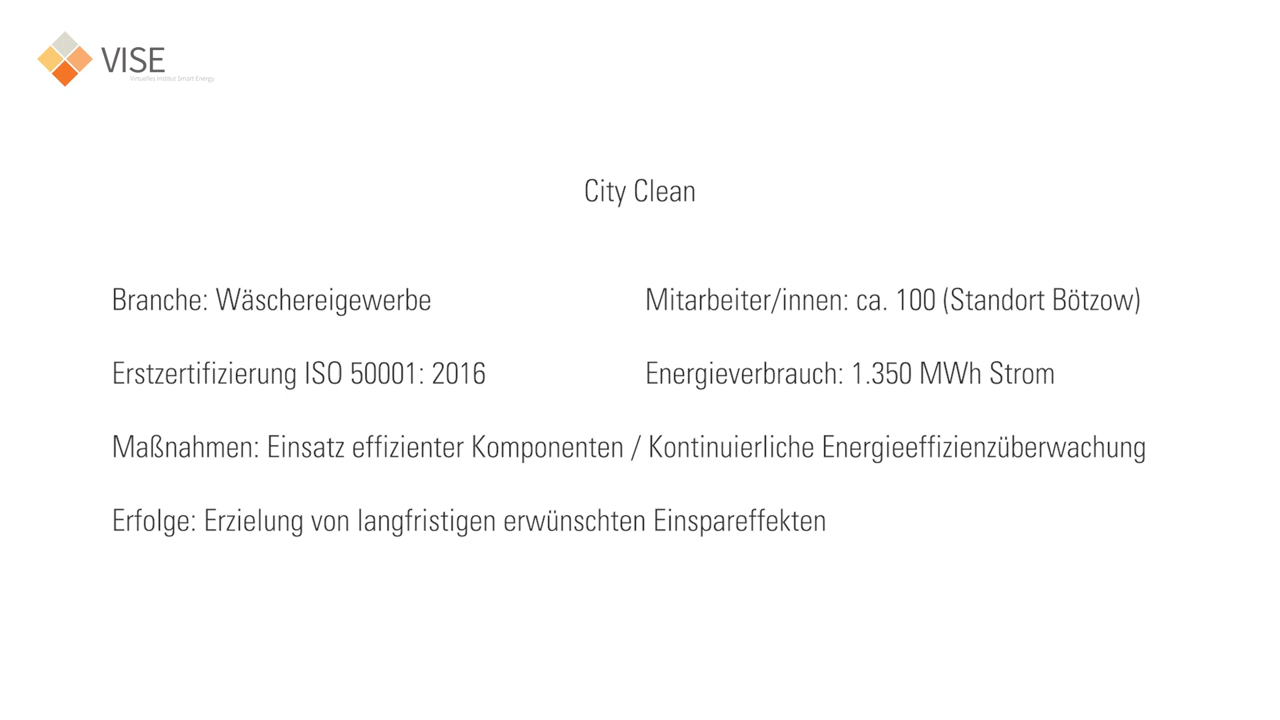 VISE
Virtuelles Institut Smart Energy
City Clean
Branche: Wäschereigewerbe
Mitarbeiter/innen: ca. 100 (Standort Bötzow)
Erstzertifizierung ISO 50001: 2016
Energieverbrauch: 1.350 MWh Strom
Maßnahmen: Einsatz effizienter Komponenten / Kontinuierliche Energieeffizienzüberwachung
Erfolge: Erzielung von langfristigen erwünschten Einspareffekten